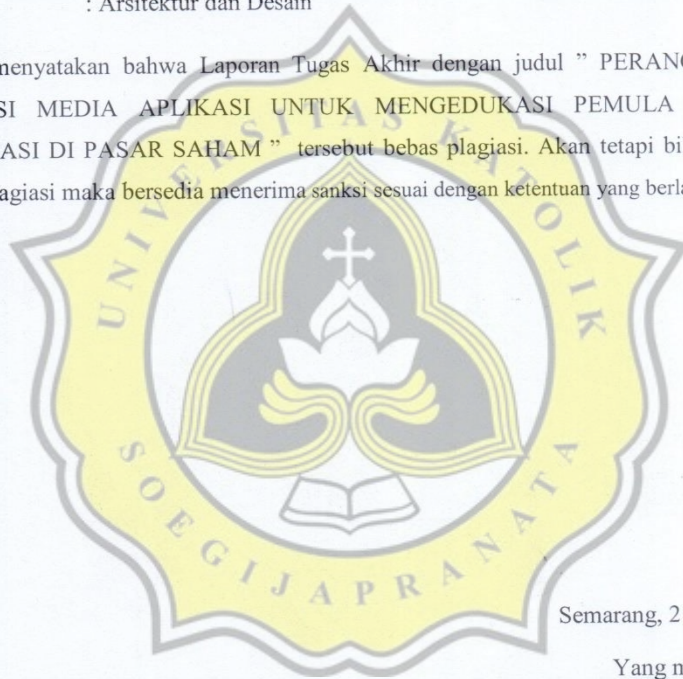 : Arsitektur dan Desain
menyatakan bahwa Laporan Tugas Akhir dengan judul ” PERANC
SI MEDIA APLIKASI UNTUK MENGEDUKASI PEMULA
ASI DI PASAR SAHAM ” tersebut bebas plagiasi. Akan tetapi bi
agiasi maka bersedia menerima sanksi sesuai dengan ketentuan yang berla
UNIVERSITAS KATOLIK
SOEGIJAPRANATA
Semarang, 2
Yang m